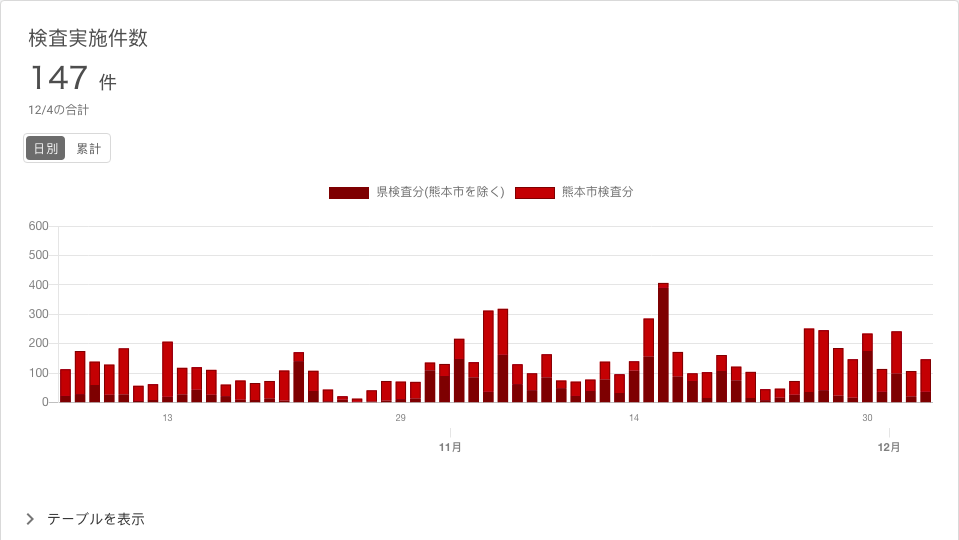 検査実施件数
147 件
12/4の合計
日別 累計
県検査分(熊本市を除く) 熊本市検査分
600
500
400
300
200
100
0
13 29 14 30
11月 12月
テーブルを表示